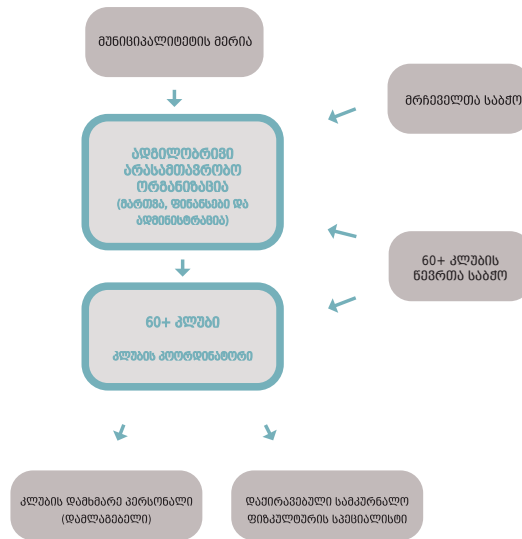 მუნიციპალიტეტის მერია
მრჩეველთა საბჭო
ადგილობრივი
არასამთავრობო
ორგანიზაცია
(მართვა, ფინანსები და
ადმინისტრაცია)
60+ კლუბის
წევრთა საბჭო
60+ კლუბი
კლუბის კოორდინატორი
კლუბის დამხმარე პერსონალი
(დამლაგებელი)
დაქირავებული სამკურნალო
ფიზკულტურის სპეციალისტი